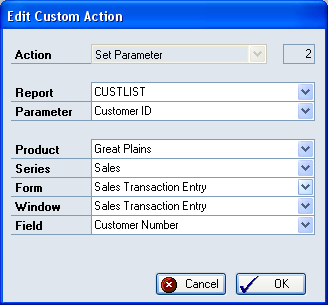 Edit Custom Action
Action Set Parameter 2
Report CUSTLIST
Parameter Customer ID
Product Great Plains
Series Sales
Form Sales Transaction Entry
Window Sales Transaction Entry
Field Customer Number
Cancel OK